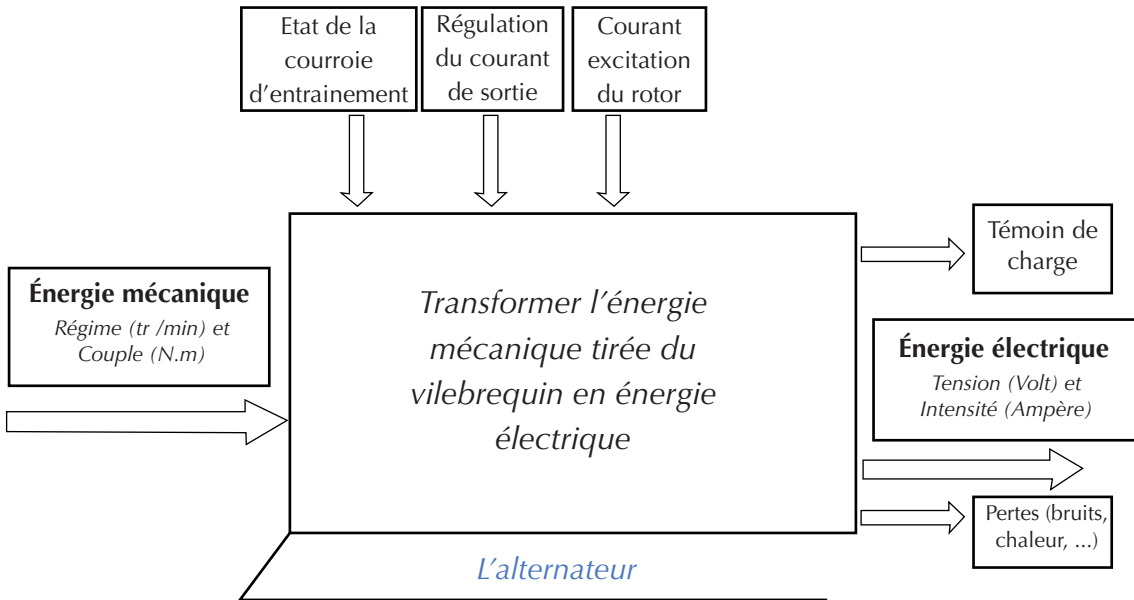 Etat de la
courroie
d’entrainement
Régulation
du courant
de sortie
Courant
excitation
du rotor
Énergie mécanique
Régime (tr /min) et
Couple (N.m)
Transformer l’énergie
mécanique tirée du
vilebrequin en énergie
électrique
Témoin de
charge
Énergie électrique
Tension (Volt) et
Intensité (Ampère)
Pertes (bruits,
chaleur, ...)
L’alternateur